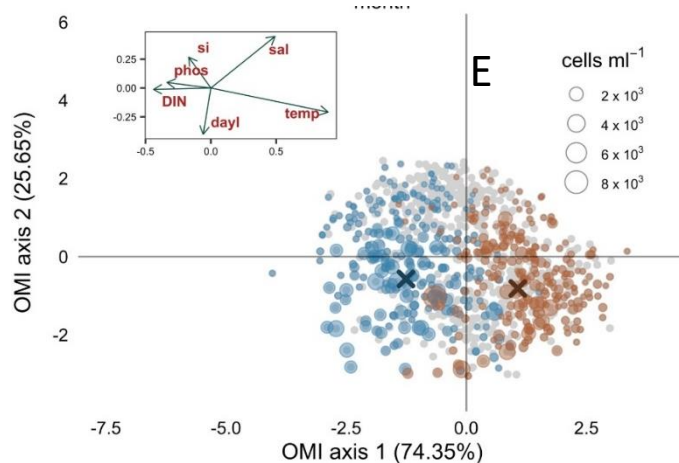 month
E
cells ml⁻¹
2 x 10³
4 x 10³
6 x 10³
8 x 10³
0.25
0.00
-0.25
-0.5
0.0
0.5
si
sal
phos
DIN
dayl
temp
6
4
2
0
-2
OMI axis 2 (25.65%)
-7.5
-5.0
-2.5
0.0
2.5
OMI axis 1 (74.35%)